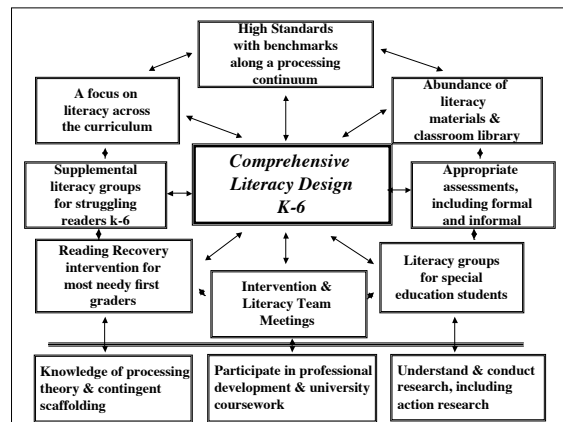 High Standards
with benchmarks
along a processing
continuum
A focus on
literacy across
the curriculum
Abundance of
literacy
materials &
classroom library
Supplemental
literacy groups
for struggling
readers k-6
Comprehensive
Literacy Design
K-6
Appropriate
assessments,
including formal
and informal
Reading Recovery
intervention for
most needy first
graders
Intervention &
Literacy Team
Meetings
Literacy groups
for special
education students
Knowledge of processing
theory & contingent
scaffolding
Participate in professional
development & university
coursework
Understand & conduct
research, including
action research